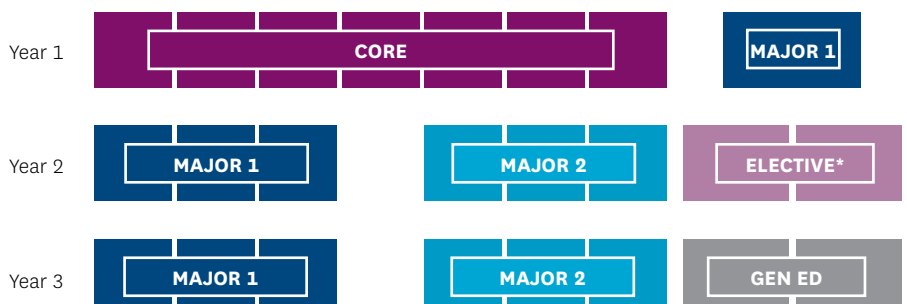 Year 1 CORE MAJOR 1
Year 2 MAJOR 1 MAJOR 2 ELECTIVE*
Year 3 MAJOR 1 MAJOR 2 GEN ED